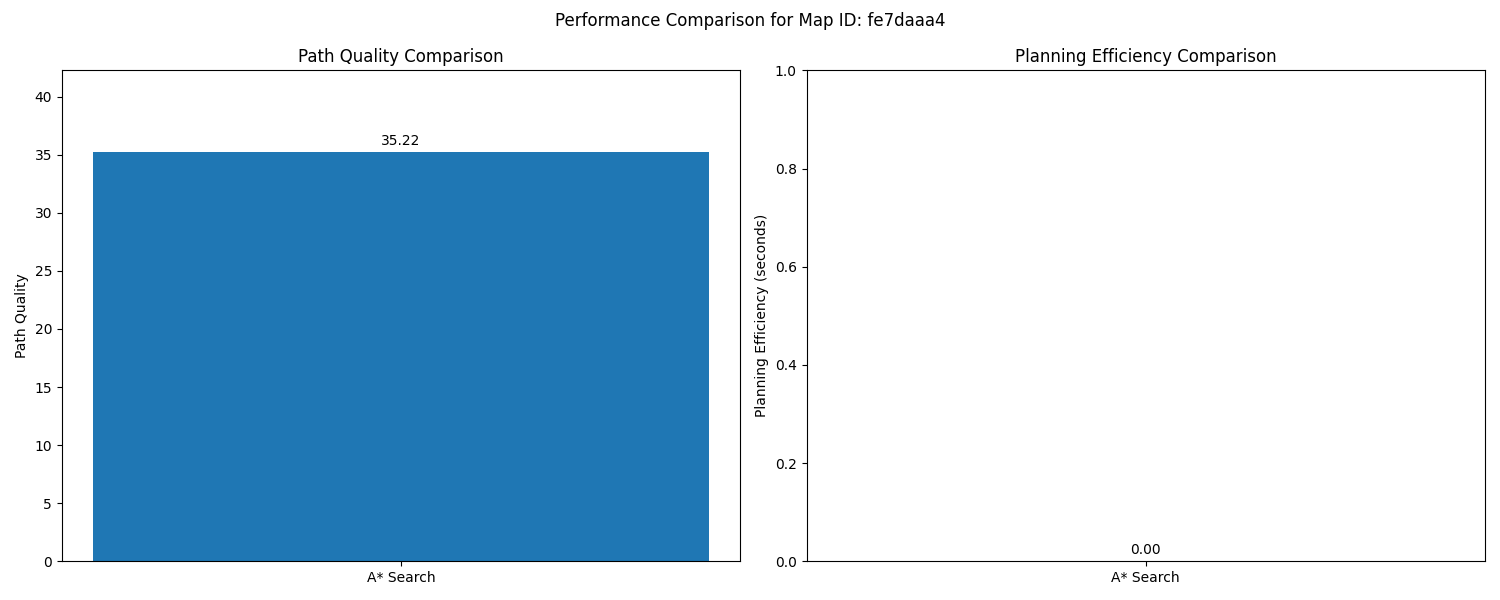 Performance Comparison for Map ID: fe7daaa4
Path Quality Comparison
Path Quality
40
35
30
25
20
15
10
5
0
35.22
A* Search
Planning Efficiency Comparison
Planning Efficiency (seconds)
1.0
0.8
0.6
0.4
0.2
0.0
0.00
A* Search